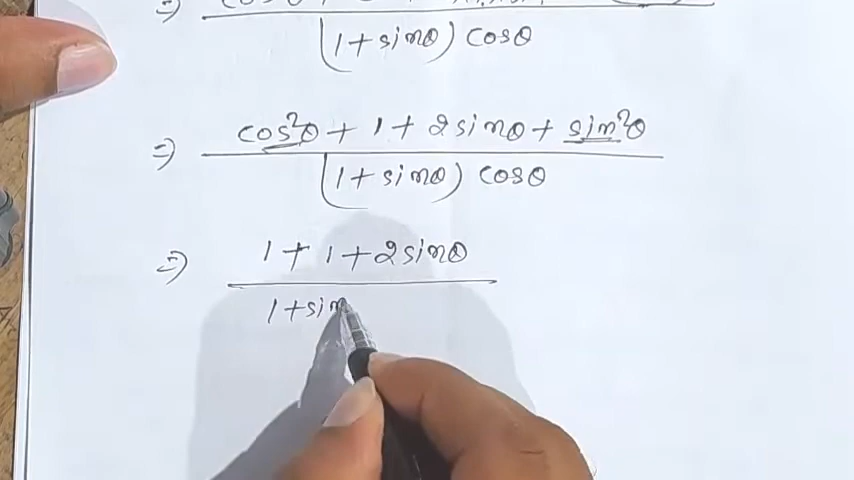 (1 + sinθ) cosθ
⇒ cos²θ + 1 + 2sinθ + sin²θ
(1 + sinθ) cosθ
⇒ 1 + 1 + 2sinθ
1 + sin